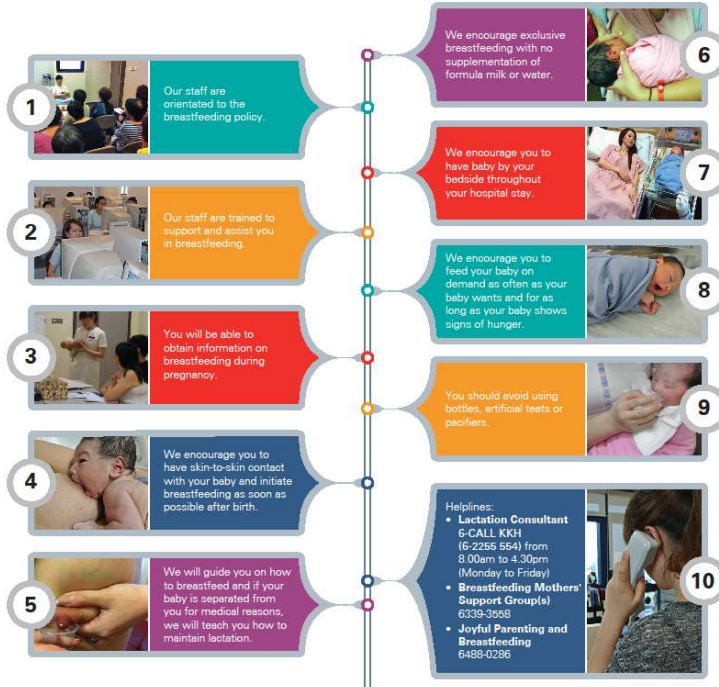 1
Our staff are
orientated to the
breastfeeding policy.
2
Our staff are trained to
support and assist you
in breastfeeding.
3
You will be able to
obtain information on
breastfeeding during
pregnancy.
4
We encourage you to
have skin-to-skin contact
with your baby and initiate
breastfeeding as soon as
possible after birth.
5
We will guide you on how
to breastfeed and if your
baby is separated from
you for medical reasons,
we will teach you how to
maintain lactation.
6
We encourage exclusive
breastfeeding with no
supplementation of
formula milk or water.
7
We encourage you to
have baby by your
bedside throughout
your hospital stay.
8
We encourage you to
feed your baby on
demand as often as your
baby wants and for as
long as your baby shows
signs of hunger.
9
You should avoid using
bottles, artificial teats or
pacifiers.
10
Helplines:
• Lactation Consultant
6-CALL KKH
(6-2255 554) from
8.00am to 4.30pm
(Monday to Friday)
• Breastfeeding Mothers'
Support Group(s)
6339-3558
• Joyful Parenting and
Breastfeeding
6488-0286